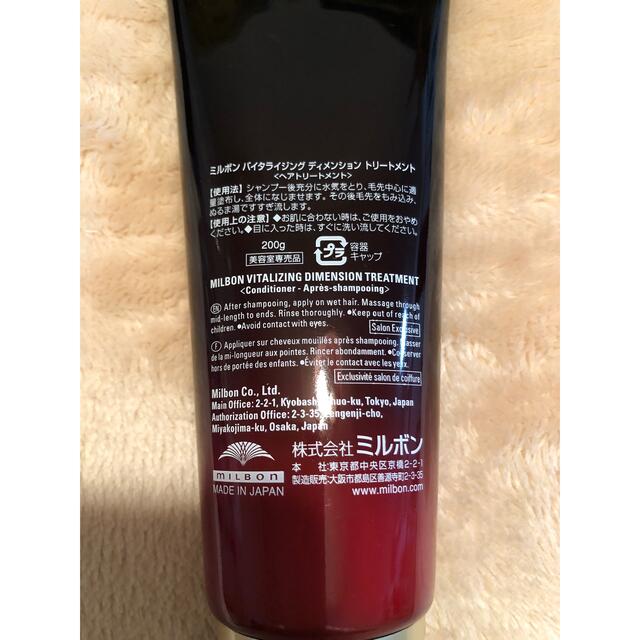 ミルボン バイタライジング ディメンション トリートメント
<ヘアトリートメント>
【使用法】シャンプー後充分に水気をとり、毛先中心に適
量塗布し、全体になじませます。その後毛先をもみ込み、
ぬるま湯ですすぎ流します。
【使用上の注意】◆お肌に合わない時は、ご使用をおやめ
ください。◆目に入った時は、すぐに洗い流してください。
200g
美容室専売品
プラ
容器
キャップ
MILBON VITALIZING DIMENSION TREATMENT
<Conditioner - Après-shampooing>
EN After shampooing, apply on wet hair. Massage through
mid-length to ends. Rinse thoroughly. ●Keep out of reach of
children. ●Avoid contact with eyes.
Salon Exclusive
F Appliquer sur cheveux mouillés après shampooing. Masser
de la mi-longueur aux pointes. Rincer abondamment. ●Conserver
hors de portée des enfants. ●Éviter le contact avec les yeux.
Exclusivité salon de coiffure
Milbon Co., Ltd.
Main Office: 2-2-1, Kyobashi, Chuo-ku, Tokyo, Japan
Authorization Office: 2-3-35, Zengenji-cho,
Miyakojima-ku, Osaka, Japan
MILBON
MADE IN JAPAN
株式会社 ミルボン
本 社:東京都中央区京橋2-2-1
製造販売:大阪市都島区善源寺町2-3-35
www.milbon.com